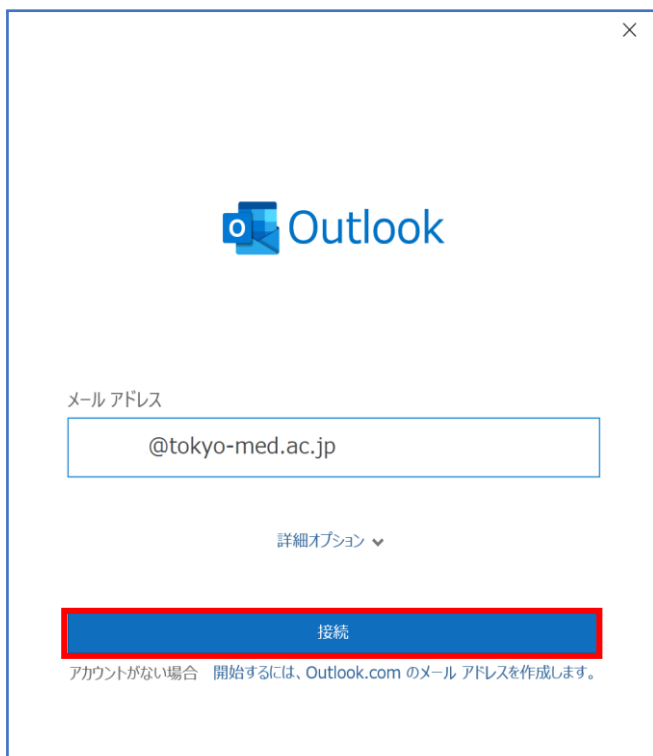 Outlook
メール アドレス
@tokyo-med.ac.jp
詳細オプション
接続
アカウントがない場合 開始するには、Outlook.com のメール アドレスを作成します。